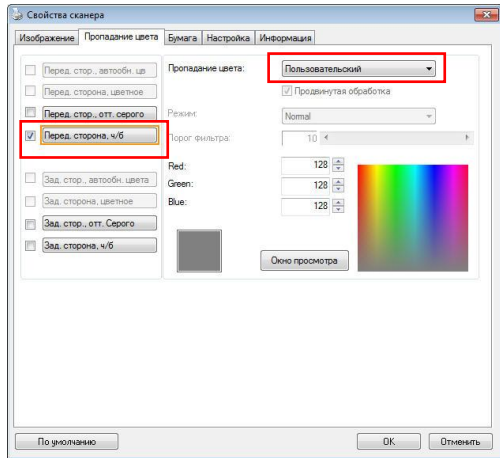 Свойства сканера
Изображение Пропадание цвета Бумага Настройка Информация
Перед. стор., автообн. цв
Перед. сторона, цветное
Перед. стор., отт. серого
Перед. сторона, ч/б
Зад. стор., автообн. цвета
Зад. сторона, цветное
Зад. стор., отт. Серого
Зад. сторона, ч/б
Пропадание цвета: Пользовательский
Продвинутая обработка
Режим: Normal
Порог фильтра: 10
Red: 128
Green: 128
Blue: 128
Окно просмотра
По умолчанию OK Отменить